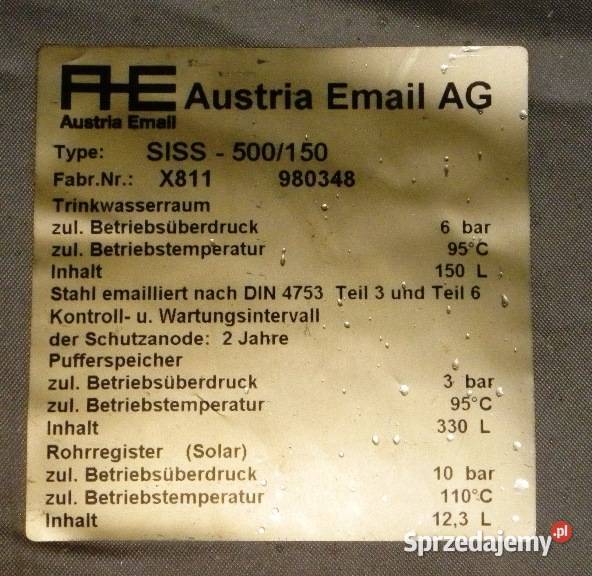 AHE Austria Email AG
Austria Email
Type: SISS - 500/150
Fabr.Nr.: X811 980348
Trinkwasserraum
zul. Betriebsüberdruck 6 bar
zul. Betriebstemperatur 95°C
Inhalt 150 L
Stahl emailliert nach DIN 4753 Teil 3 und Teil 6
Kontroll- u. Wartungsintervall
der Schutzanode: 2 Jahre
Pufferspeicher
zul. Betriebsüberdruck 3 bar
zul. Betriebstemperatur 95°C
Inhalt 330 L
Rohrregister (Solar)
zul. Betriebsüberdruck 10 bar
zul. Betriebstemperatur 110°C
Inhalt 12,3 L
Sprzedajemy.pl